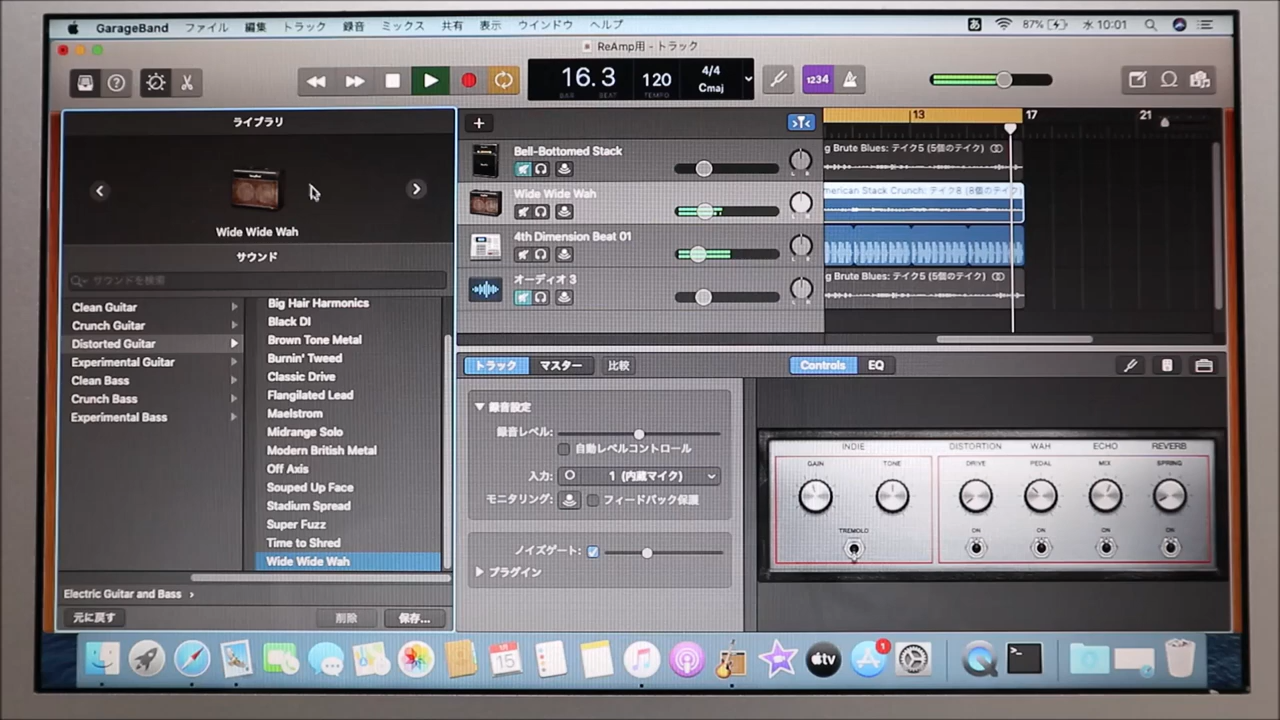 GarageBand ファイル 編集 トラック 録音 ミックス 共有 表示 ウインドウ ヘルプ あ 87% 水 10:01
ReAmp用 - トラック
16.3 120 4/4 Cmaj 1234
BAR BEAT TEMPO
ライブラリ
Wide Wide Wah
サウンド
サウンドを検索
Clean Guitar
Crunch Guitar
Distorted Guitar
Experimental Guitar
Clean Bass
Crunch Bass
Experimental Bass
Big Hair Harmonics
Black DI
Brown Tone Metal
Burnin' Tweed
Classic Drive
Flangilated Lead
Maelstrom
Midrange Solo
Modern British Metal
Off Axis
Souped Up Face
Stadium Spread
Super Fuzz
Time to Shred
Wide Wide Wah
Electric Guitar and Bass
元に戻す 削除 保存...
13 17 21
Bell-Bottomed Stack
g Brute Blues: テイク5 (5個のテイク)
Wide Wide Wah
merican Stack Crunch: テイク8 (8個のテイク)
4th Dimension Beat 01
オーディオ 3
g Brute Blues: テイク5 (5個のテイク)
トラック マスター 比較 Controls EQ
録音設定
録音レベル:
自動レベルコントロール
入力: 1 (内蔵マイク)
モニタリング: フィードバック保護
ノイズゲート:
プラグイン
INDIE DISTORTION WAH ECHO REVERB
GAIN TONE DRIVE PEDAL MIX SPRING
TREMOLO ON ON ON ON
15 tv 1